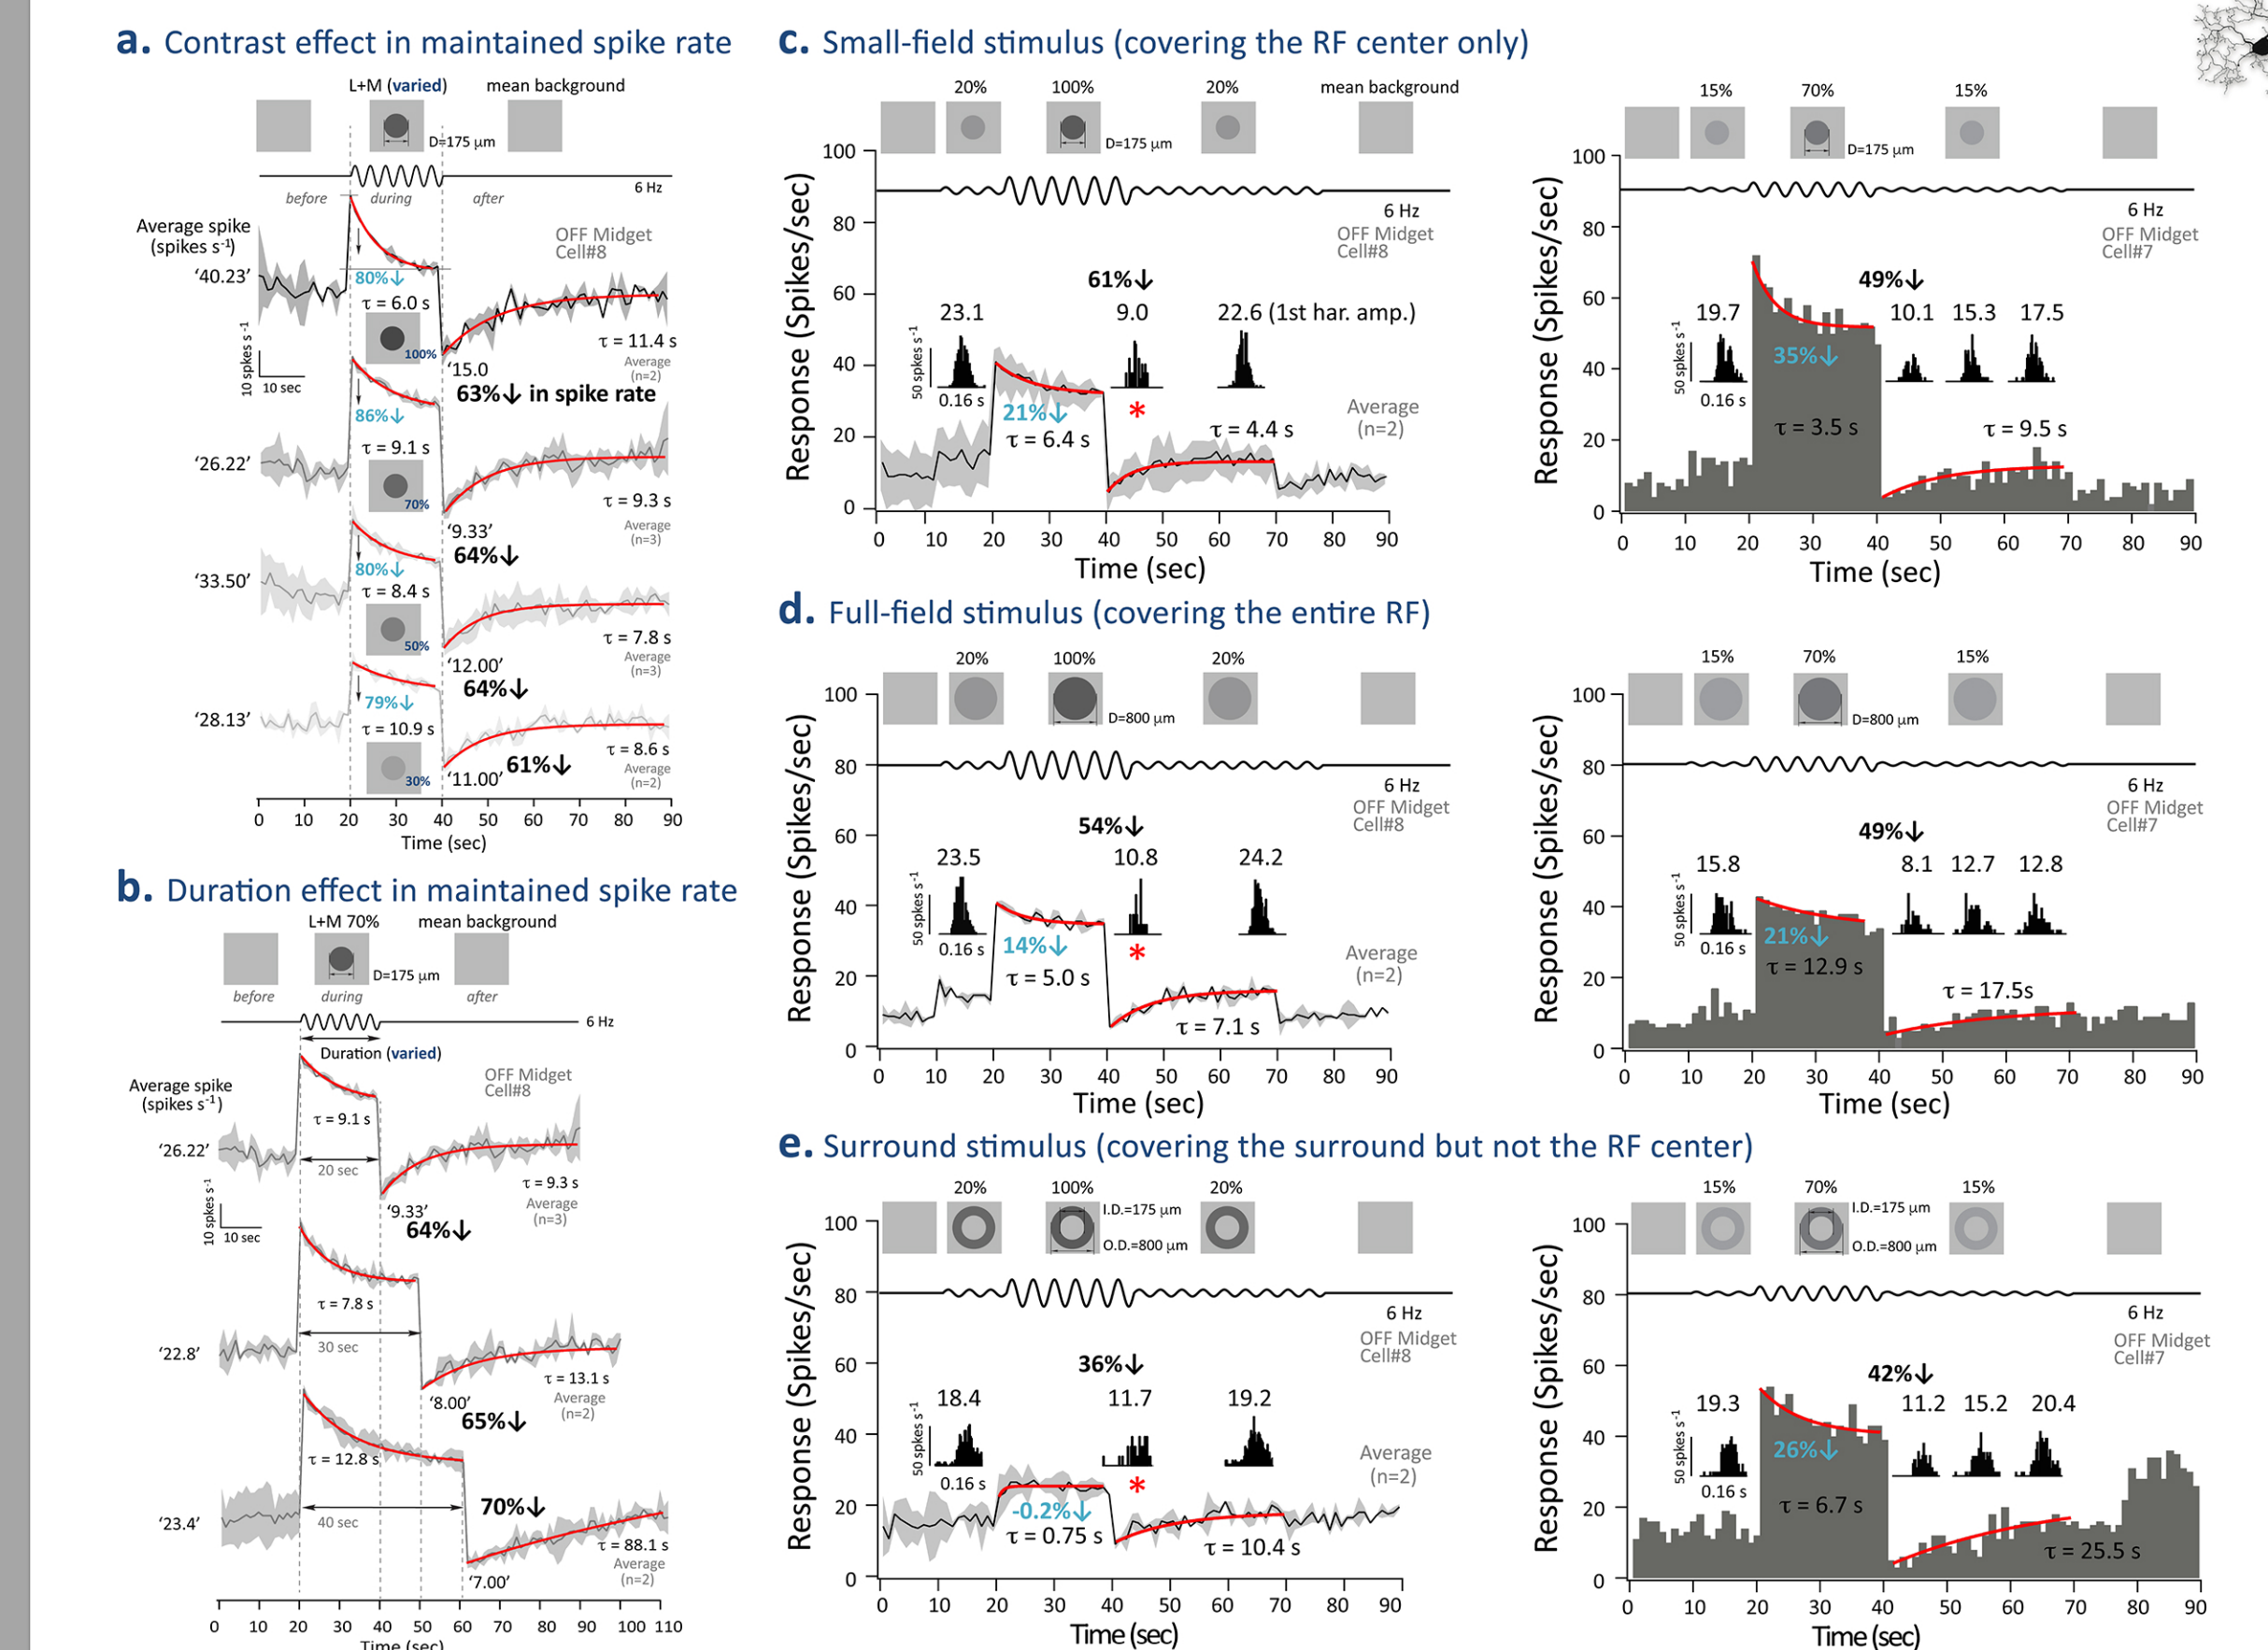 a. Contrast effect in maintained spike rate
L+M (varied) mean background
D=175 µm
6 Hz
before during after
Average spike
(spikes s-1)
OFF Midget
Cell#8
‘40.23’
80%↓
τ = 6.0 s
100%
τ = 11.4 s
Average
(n=2)
10 spikes s-1
10 sec
‘15.0
63%↓ in spike rate
86%↓
τ = 9.1 s
‘26.22’
70%
τ = 9.3 s
Average
(n=3)
‘9.33’
64%↓
80%↓
τ = 8.4 s
‘33.50’
50%
τ = 7.8 s
Average
(n=3)
‘12.00’
64%↓
79%↓
τ = 10.9 s
‘28.13’
30%
τ = 8.6 s
Average
(n=2)
‘11.00’
61%↓
0 10 20 30 40 50 60 70 80 90
Time (sec)
b. Duration effect in maintained spike rate
L+M 70% mean background
D=175 µm
before during after
6 Hz
Duration (varied)
Average spike
(spikes s-1)
OFF Midget
Cell#8
τ = 9.1 s
‘26.22’
20 sec
τ = 9.3 s
Average
(n=3)
‘9.33’
64%↓
10 spikes s-1
10 sec
τ = 7.8 s
‘22.8’
30 sec
τ = 13.1 s
Average
(n=2)
‘8.00’
65%↓
τ = 12.8 s
‘23.4’
40 sec
70%↓
τ = 88.1 s
Average
(n=2)
‘7.00’
0 10 20 30 40 50 60 70 80 90 100 110
Time (sec)
c. Small-field stimulus (covering the RF center only)
20% 100% 20% mean background
D=175 µm
6 Hz
OFF Midget
Cell#8
61%↓
23.1 9.0 22.6 (1st har. amp.)
50 spikes s-1
0.16 s
*
21%↓
τ = 6.4 s
τ = 4.4 s
Average
(n=2)
Response (Spikes/sec)
100
80
60
40
20
0
0 10 20 30 40 50 60 70 80 90
Time (sec)
15% 70% 15%
D=175 µm
6 Hz
OFF Midget
Cell#7
49%↓
19.7 10.1 15.3 17.5
50 spikes s-1
0.16 s
35%↓
τ = 3.5 s
τ = 9.5 s
Response (Spikes/sec)
100
80
60
40
20
0
0 10 20 30 40 50 60 70 80 90
Time (sec)
d. Full-field stimulus (covering the entire RF)
20% 100% 20%
D=800 µm
6 Hz
OFF Midget
Cell#8
54%↓
23.5 10.8 24.2
50 spikes s-1
0.16 s
*
14%↓
τ = 5.0 s
τ = 7.1 s
Average
(n=2)
Response (Spikes/sec)
100
80
60
40
20
0
0 10 20 30 40 50 60 70 80 90
Time (sec)
15% 70% 15%
D=800 µm
6 Hz
OFF Midget
Cell#7
49%↓
15.8 8.1 12.7 12.8
50 spikes s-1
0.16 s
21%↓
τ = 12.9 s
τ = 17.5s
Response (Spikes/sec)
100
80
60
40
20
0
0 10 20 30 40 50 60 70 80 90
Time (sec)
e. Surround stimulus (covering the surround but not the RF center)
20% 100% 20%
I.D.=175 µm
O.D.=800 µm
6 Hz
OFF Midget
Cell#8
36%↓
18.4 11.7 19.2
50 spikes s-1
0.16 s
*
-0.2%↓
τ = 0.75 s
τ = 10.4 s
Average
(n=2)
Response (Spikes/sec)
100
80
60
40
20
0
0 10 20 30 40 50 60 70 80 90
Time (sec)
15% 70% 15%
I.D.=175 µm
O.D.=800 µm
6 Hz
OFF Midget
Cell#7
42%↓
19.3 11.2 15.2 20.4
50 spikes s-1
0.16 s
26%↓
τ = 6.7 s
τ = 25.5 s
Response (Spikes/sec)
100
80
60
40
20
0
0 10 20 30 40 50 60 70 80 90
Time (sec)